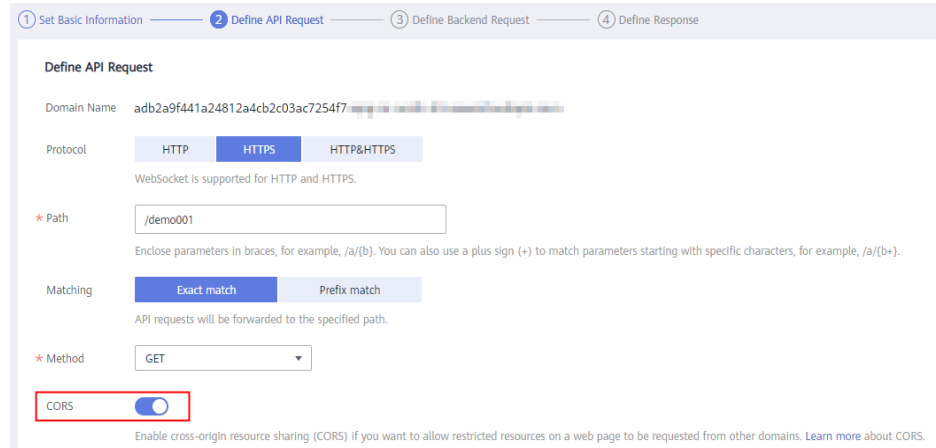 1 Set Basic Information 2 Define API Request 3 Define Backend Request 4 Define Response
Define API Request
Domain Name adb2a9f441a24812a4cb2c03ac7254f7
Protocol HTTP HTTPS HTTP&HTTPS
WebSocket is supported for HTTP and HTTPS.
* Path /demo001
Enclose parameters in braces, for example, /a/{b}. You can also use a plus sign (+) to match parameters starting with specific characters, for example, /a/{b+}.
Matching Exact match Prefix match
API requests will be forwarded to the specified path.
* Method GET
CORS
Enable cross-origin resource sharing (CORS) if you want to allow restricted resources on a web page to be requested from other domains. Learn more about CORS.